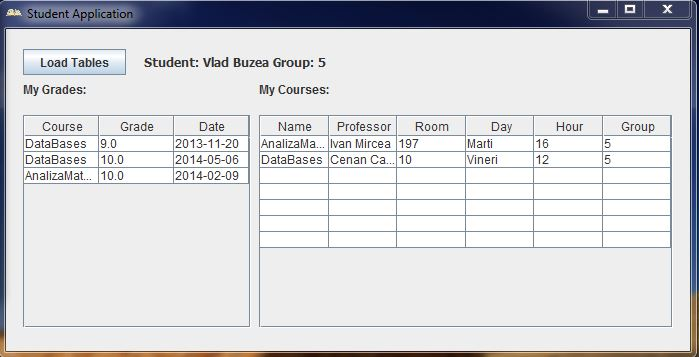 Student Application
Load Tables
Student: Vlad Buzea Group: 5
My Grades:
Course Grade Date
DataBases 9.0 2013-11-20
DataBases 10.0 2014-05-06
AnalizaMat... 10.0 2014-02-09
My Courses:
Name Professor Room Day Hour Group
AnalizaMa... Ivan Mircea 197 Marti 16 5
DataBases Cenan Ca... 10 Vineri 12 5